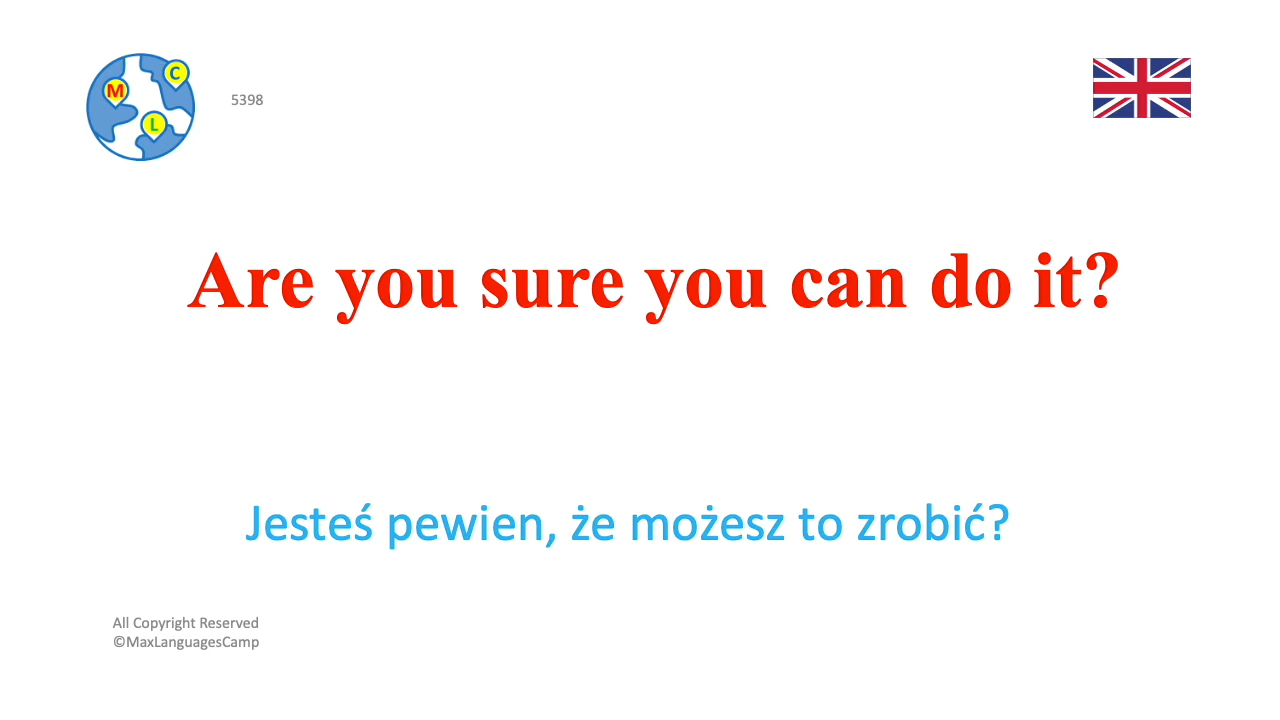 M C L
5398
Are you sure you can do it?
Jesteś pewien, że możesz to zrobić?
All Copyright Reserved
©MaxLanguagesCamp